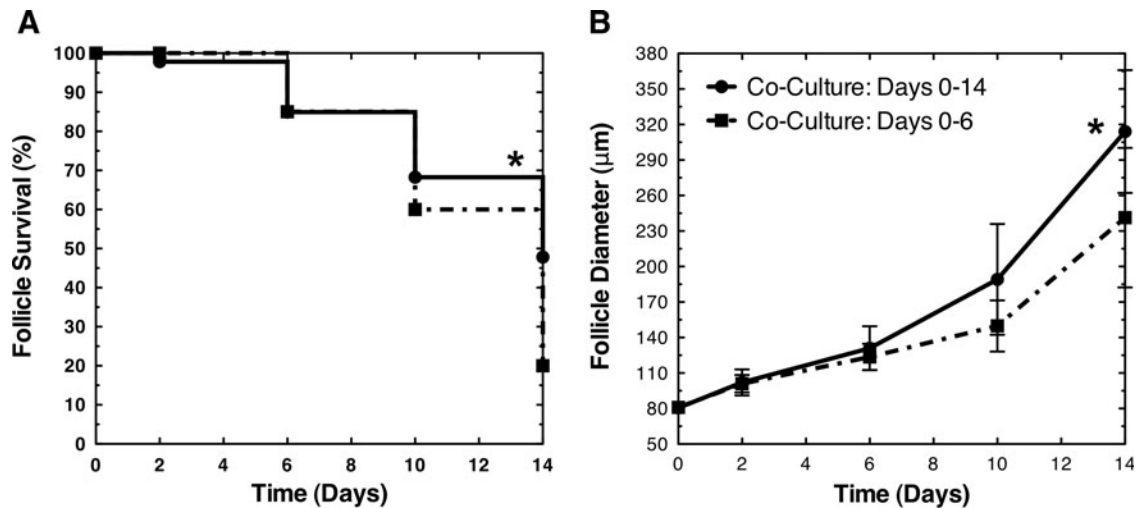 A
B
Follicle Survival (%)
100
90
80
70
60
50
40
30
20
10
0
*
0 2 4 6 8 10 12 14
Time (Days)
Follicle Diameter (μm)
380
350
320
290
260
230
200
170
140
110
80
50
Co-Culture: Days 0-14
Co-Culture: Days 0-6
*
0 2 4 6 8 10 12 14
Time (Days)